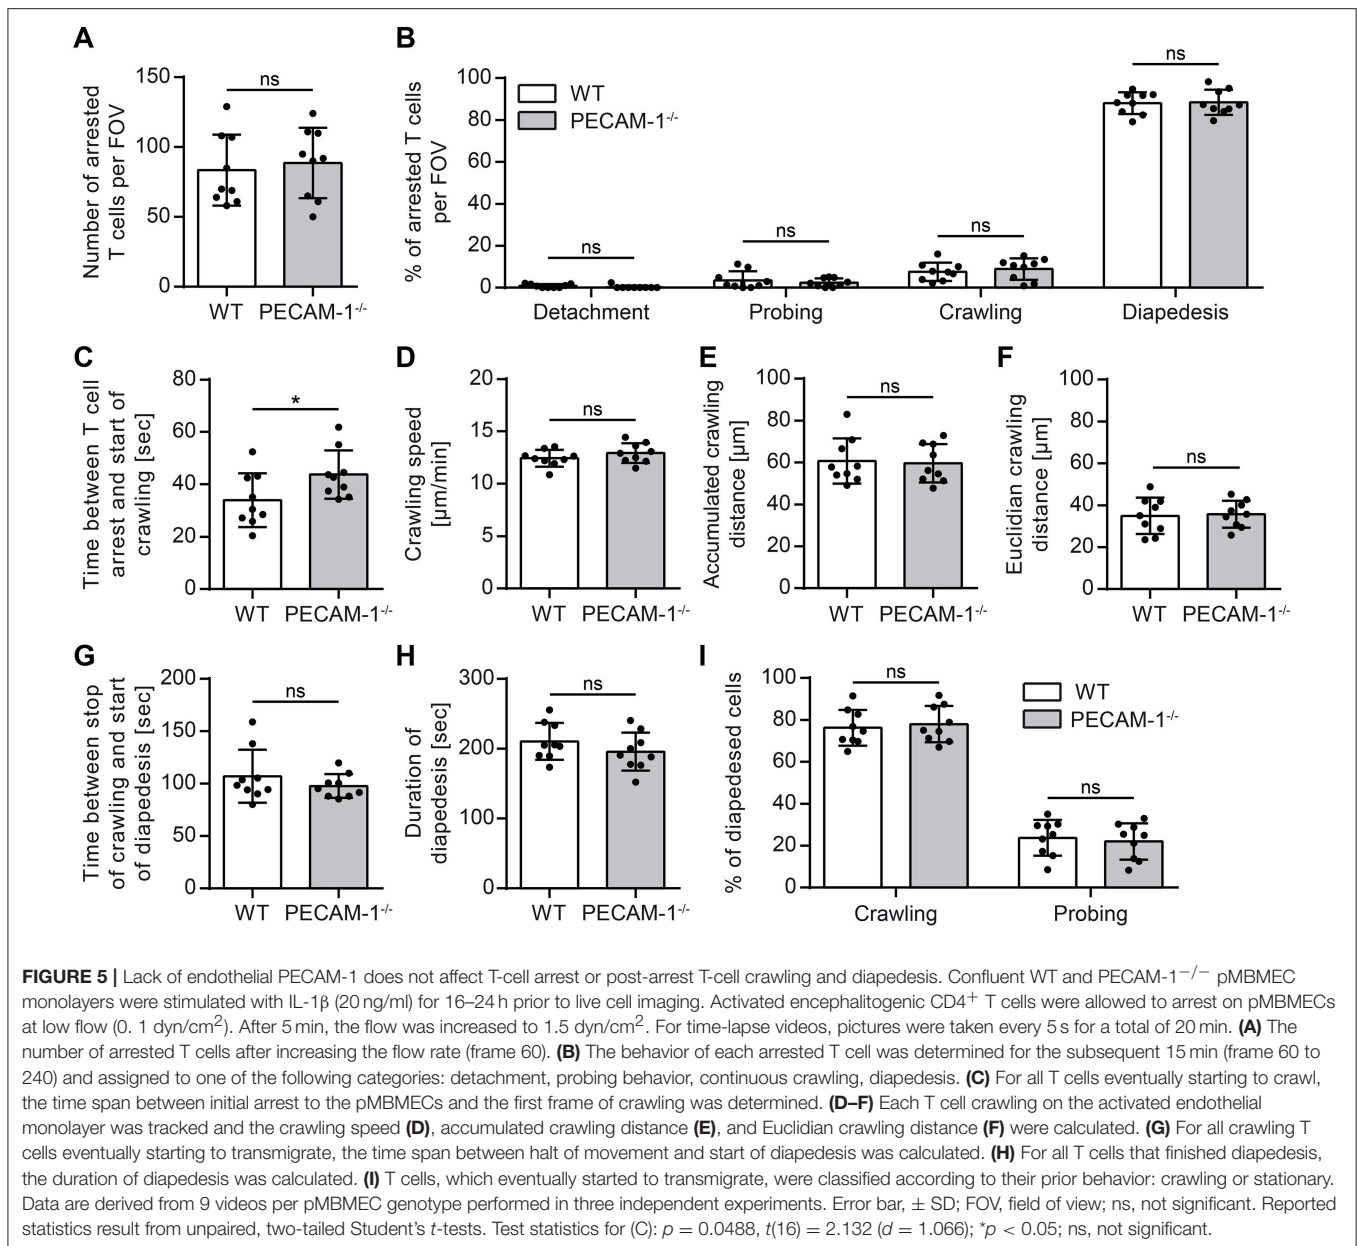 A
Number of arrested
T cells per FOV
150
100
50
0
ns
WT
PECAM-1-/-
B
% of arrested T cells
per FOV
100
80
60
40
20
0
WT
PECAM-1-/-
ns
ns
ns
ns
Detachment
Probing
Crawling
Diapedesis
C
Time between T cell
arrest and start of
crawling [sec]
80
60
40
20
0
*
WT
PECAM-1-/-
D
Crawling speed
[µm/min]
20
15
10
5
0
ns
WT
PECAM-1-/-
E
Accumulated crawling
distance [µm]
100
80
60
40
20
0
ns
WT
PECAM-1-/-
F
Euclidian crawling
distance [µm]
100
80
60
40
20
0
ns
WT
PECAM-1-/-
G
Time between stop
of crawling and start
of diapedesis [sec]
200
150
100
50
0
ns
WT
PECAM-1-/-
H
Duration of
diapedesis [sec]
300
200
100
0
ns
WT
PECAM-1-/-
I
% of diapedesed cells
100
80
60
40
20
0
ns
ns
WT
PECAM-1-/-
Crawling
Probing
FIGURE 5 | Lack of endothelial PECAM-1 does not affect T-cell arrest or post-arrest T-cell crawling and diapedesis. Confluent WT and PECAM-1−/− pMBMEC
monolayers were stimulated with IL-1β (20 ng/ml) for 16–24 h prior to live cell imaging. Activated encephalitogenic CD4+ T cells were allowed to arrest on pMBMECs
at low flow (0. 1 dyn/cm2). After 5 min, the flow was increased to 1.5 dyn/cm2. For time-lapse videos, pictures were taken every 5 s for a total of 20 min. (A) The
number of arrested T cells after increasing the flow rate (frame 60). (B) The behavior of each arrested T cell was determined for the subsequent 15 min (frame 60 to
240) and assigned to one of the following categories: detachment, probing behavior, continuous crawling, diapedesis. (C) For all T cells eventually starting to crawl,
the time span between initial arrest to the pMBMECs and the first frame of crawling was determined. (D–F) Each T cell crawling on the activated endothelial
monolayer was tracked and the crawling speed (D), accumulated crawling distance (E), and Euclidian crawling distance (F) were calculated. (G) For all crawling T
cells eventually starting to transmigrate, the time span between halt of movement and start of diapedesis was calculated. (H) For all T cells that finished diapedesis,
the duration of diapedesis was calculated. (I) T cells, which eventually started to transmigrate, were classified according to their prior behavior: crawling or stationary.
Data are derived from 9 videos per pMBMEC genotype performed in three independent experiments. Error bar, ± SD; FOV, field of view; ns, not significant. Reported
statistics result from unpaired, two-tailed Student's t-tests. Test statistics for (C): p = 0.0488, t(16) = 2.132 (d = 1.066); *p < 0.05; ns, not significant.